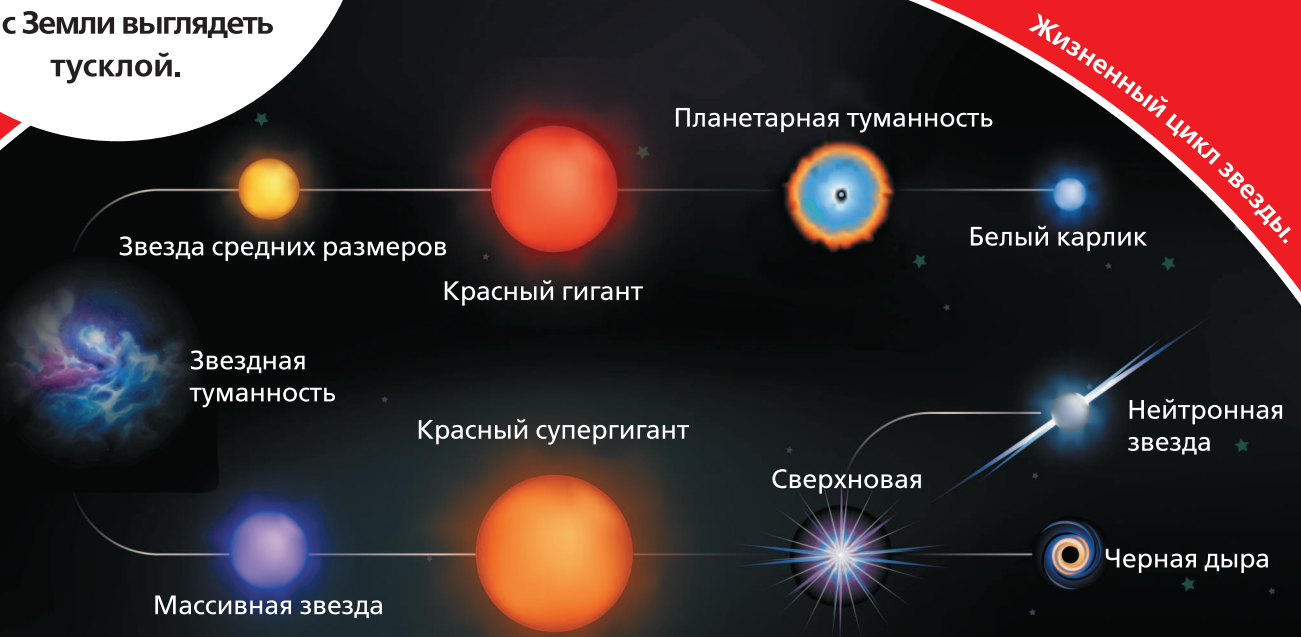 с Земли выглядеть
тусклой.
Жизненный цикл звезды.
Планетарная туманность
Звезда средних размеров
Белый карлик
Красный гигант
Звездная
туманность
Красный супергигант
Нейтронная
звезда
Сверхновая
Черная дыра
Массивная звезда